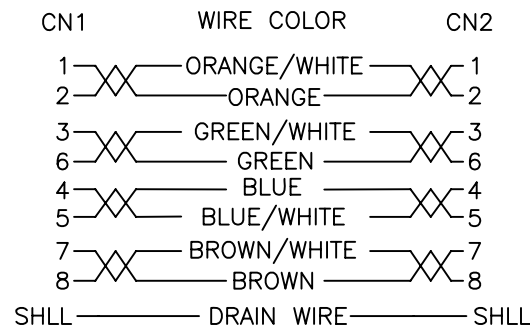 CN1 WIRE COLOR CN2
1 ORANGE/WHITE 1
2 ORANGE 2
3 GREEN/WHITE 3
6 GREEN 6
4 BLUE 4
5 BLUE/WHITE 5
7 BROWN/WHITE 7
8 BROWN 8
SHLL DRAIN WIRE SHLL